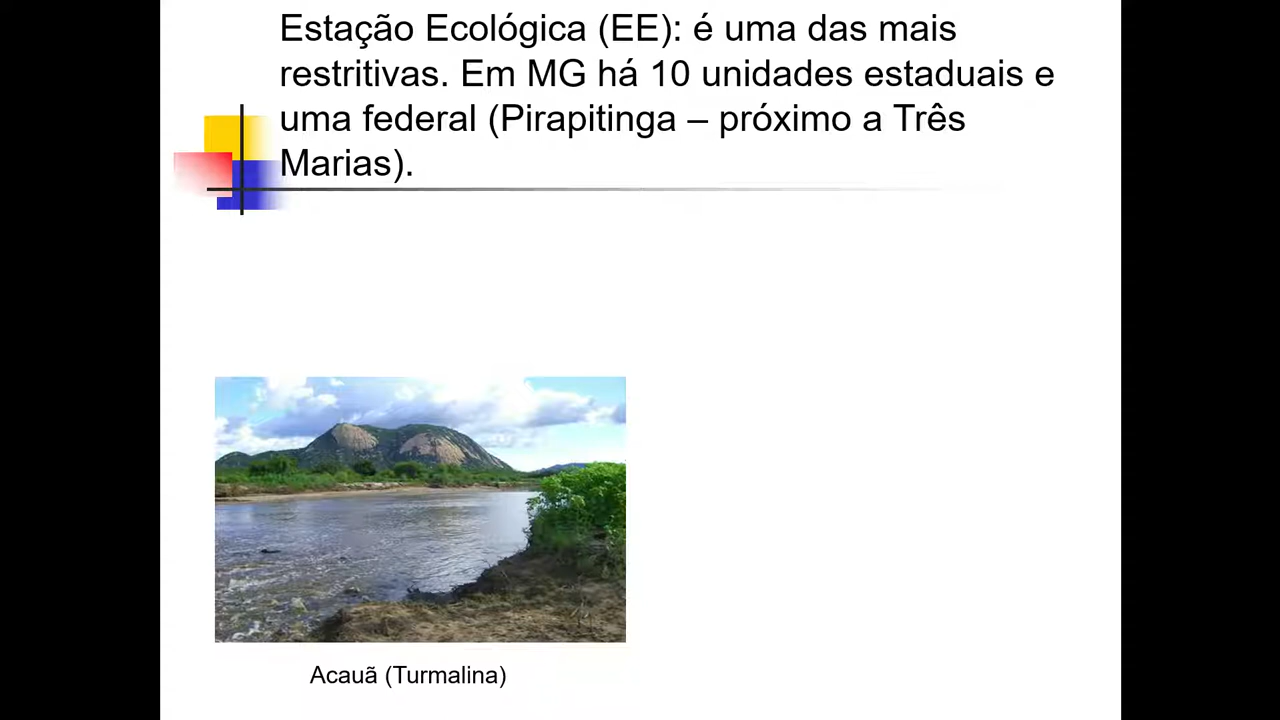 Estação Ecológica (EE): é uma das mais
restritivas. Em MG há 10 unidades estaduais e
uma federal (Pirapitinga – próximo a Três
Marias).
Acauã (Turmalina)